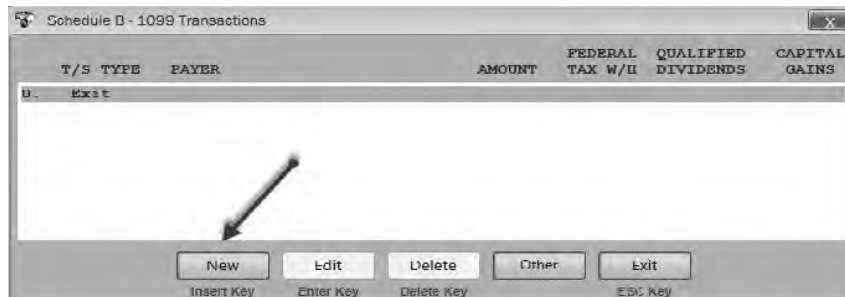 Schedule B - 1099 Transactions
X
FEDERAL QUALIFIED CAPITAL
T/S TYPE PAYER AMOUNT TAX W/H DIVIDENDS GAINS
0. Exit
New Edit Delete Other Exit
Insert Key Enter Key Delete Key ESC Key